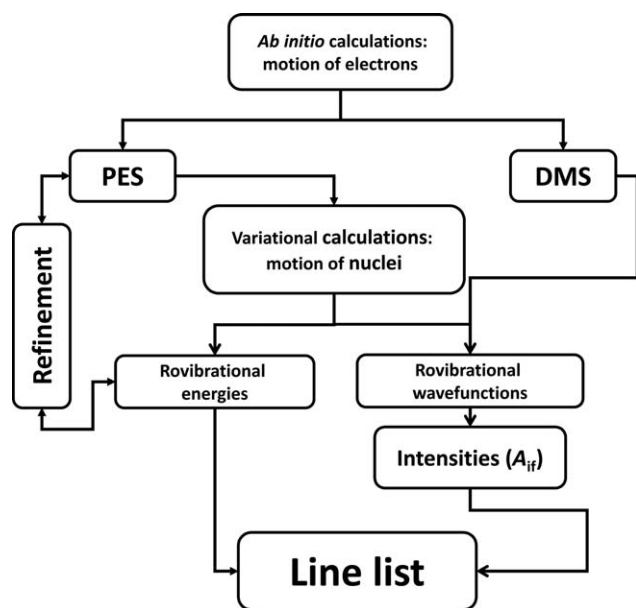 Ab initio calculations:
motion of electrons
PES
DMS
Variational calculations:
motion of nuclei
Refinement
Rovibrational
energies
Rovibrational
wavefunctions
Intensities (Aif)
Line list